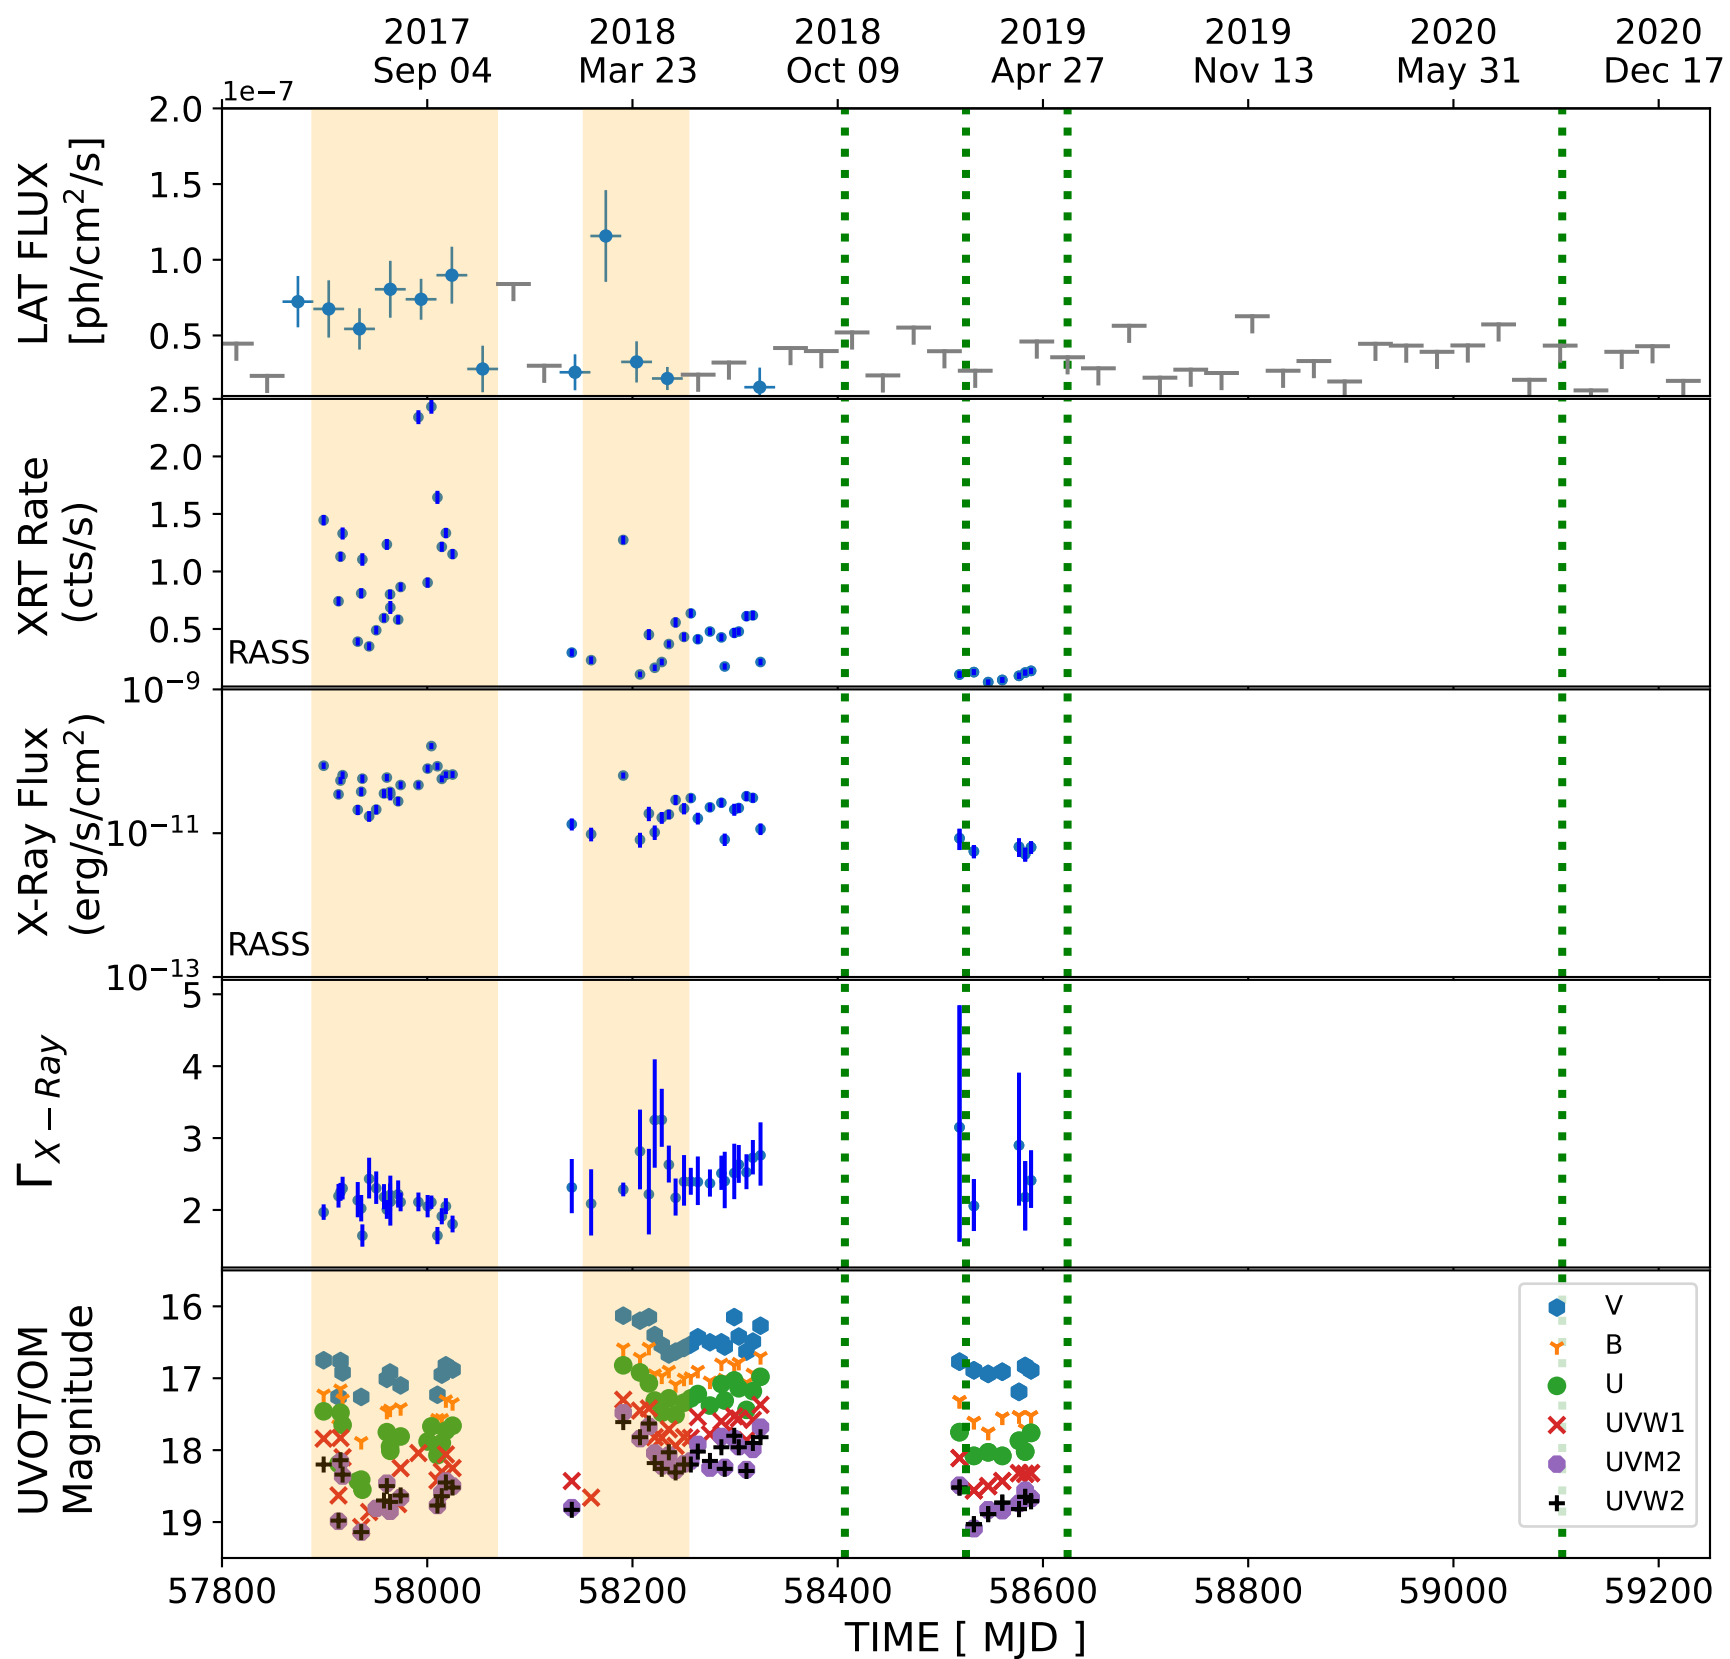 2017 2018 2018 2019 2019 2020 2020
Sep 04 Mar 23 Oct 09 Apr 27 Nov 13 May 31 Dec 17
1e−7
LAT FLUX
[ph/cm²/s]
2.0
1.5
1.0
0.5
XRT Rate
(cts/s)
2.5
2.0
1.5
1.0
0.5
RASS
X-Ray Flux
(erg/s/cm²)
10⁻⁹
10⁻¹¹
10⁻¹³
RASS
Γ X − Ray
5
4
3
2
UVOT/OM
Magnitude
16
17
18
19
V
B
U
UVW1
UVM2
UVW2
57800 58000 58200 58400 58600 58800 59000 59200
TIME [ MJD ]